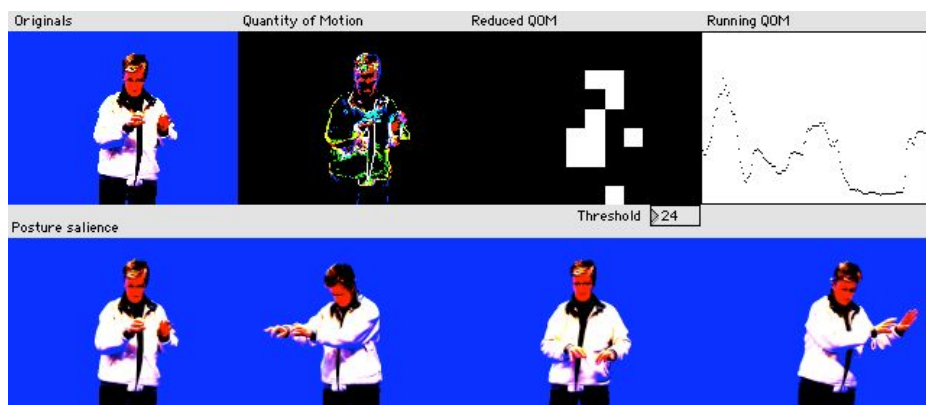 Originals
Quantity of Motion
Reduced QOM
Running QOM
Threshold 24
Posture salience